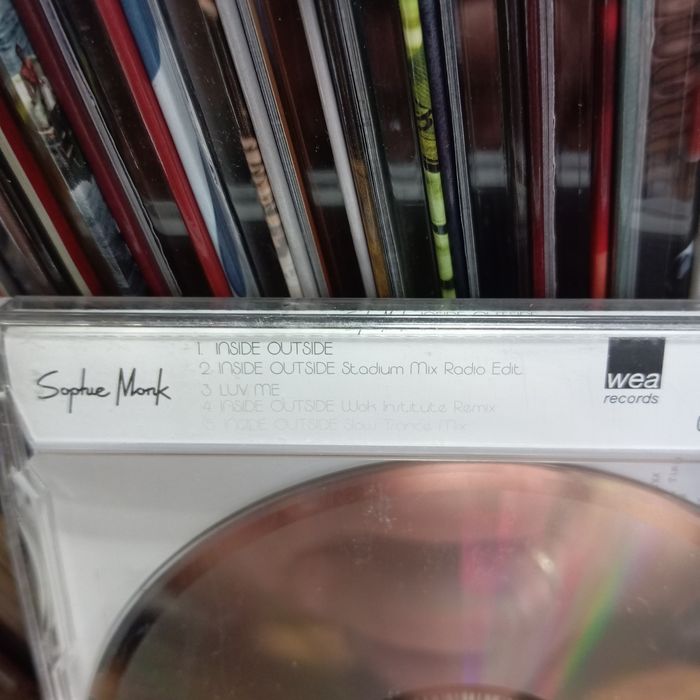 Sophie Monk
1. INSIDE OUTSIDE
2. INSIDE OUTSIDE Stadium Mix Radio Edit
3. LUV ME
4. INSIDE OUTSIDE Wok Institute Remix
5. INSIDE OUTSIDE Slow Trance Mix
wea
records